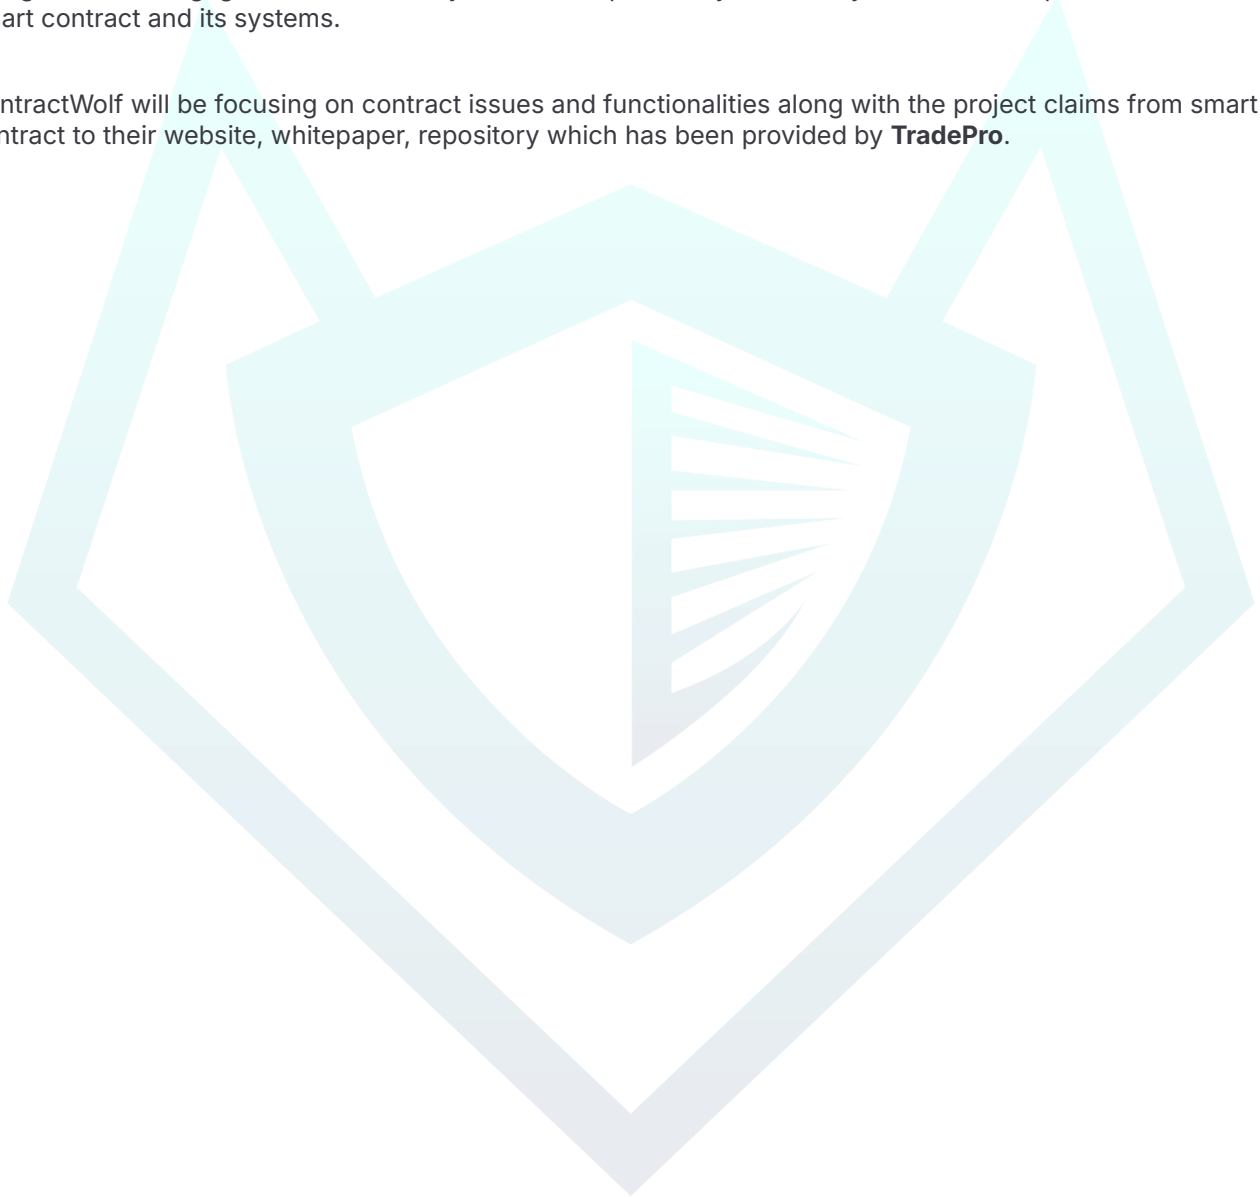 art contract and its systems.
ntractWolf will be focusing on contract issues and functionalities along with the project claims from smart
ntract to their website, whitepaper, repository which has been provided by TradePro.